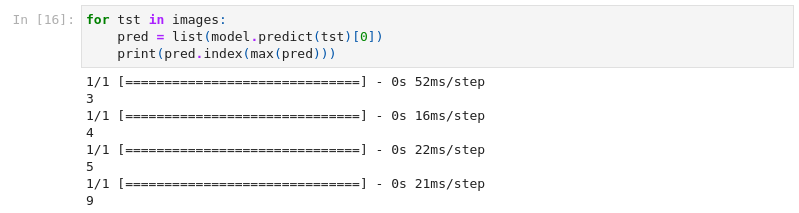 In [16]: for tst in images:
    pred = list(model.predict(tst)[0])
    print(pred.index(max(pred)))
1/1 [==============================] - 0s 52ms/step
3
1/1 [==============================] - 0s 16ms/step
4
1/1 [==============================] - 0s 22ms/step
5
1/1 [==============================] - 0s 21ms/step
9